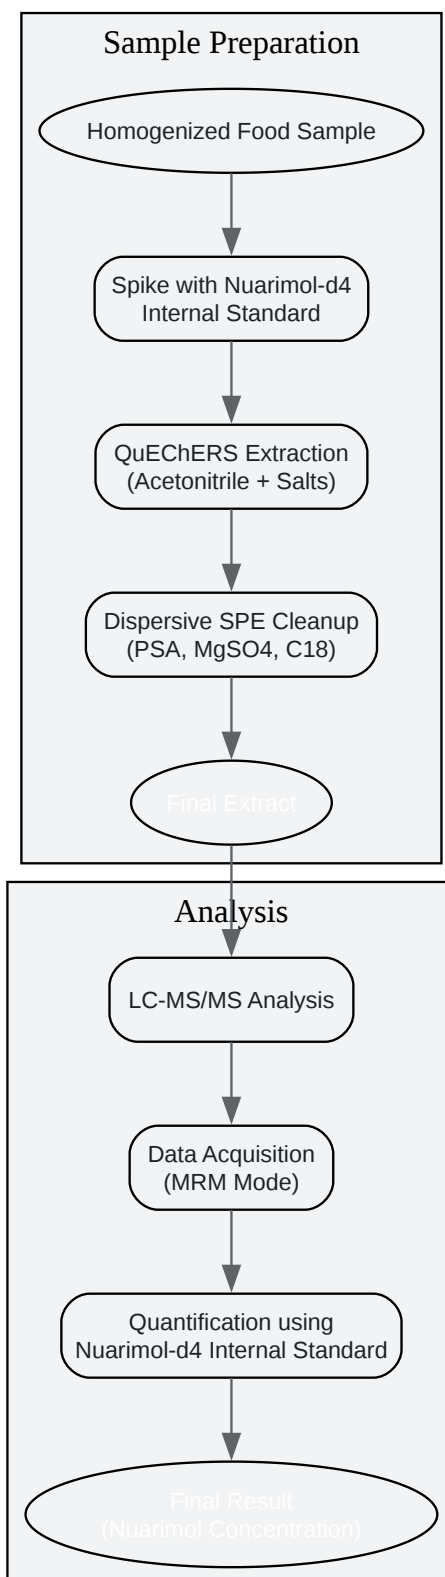 Sample Preparation
Homogenized Food Sample
Spike with Nuarimol-d4
Internal Standard
QuEChERS Extraction
(Acetonitrile + Salts)
Dispersive SPE Cleanup
(PSA, MgSO4, C18)
Final Extract
Analysis
LC-MS/MS Analysis
Data Acquisition
(MRM Mode)
Quantification using
Nuarimol-d4 Internal Standard
Final Result
(Nuarimol Concentration)